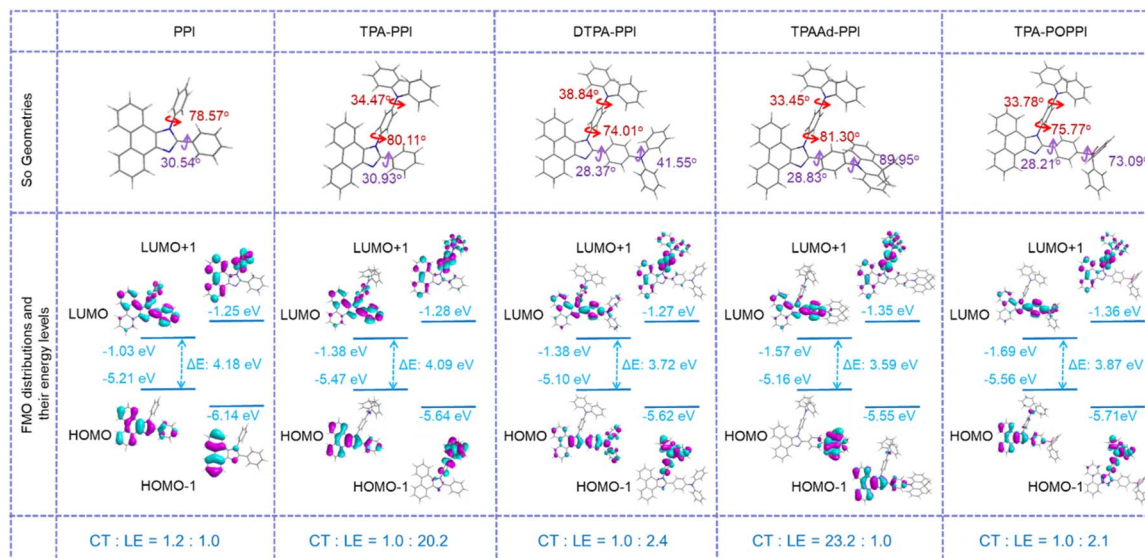 PPI TPA-PPI DTPA-PPI TPAAd-PPI TPA-POPPI
So Geometries
78.57°
30.54°
34.47°
80.11°
30.93°
38.84°
74.01°
28.37°
41.55°
33.45°
81.30°
28.83°
89.95°
33.78°
75.77°
28.21°
73.09°
FMO distributions and
their energy levels
LUMO+1
LUMO
-1.25 eV
-1.03 eV
-5.21 eV
ΔE: 4.18 eV
-6.14 eV
HOMO
HOMO-1
LUMO+1
LUMO
-1.28 eV
-1.38 eV
-5.47 eV
ΔE: 4.09 eV
-5.64 eV
HOMO
HOMO-1
LUMO+1
LUMO
-1.27 eV
-1.38 eV
-5.10 eV
ΔE: 3.72 eV
-5.62 eV
HOMO
HOMO-1
LUMO+1
LUMO
-1.35 eV
-1.57 eV
-5.16 eV
ΔE: 3.59 eV
-5.55 eV
HOMO
HOMO-1
LUMO+1
LUMO
-1.36 eV
-1.69 eV
-5.56 eV
ΔE: 3.87 eV
-5.71eV
HOMO
HOMO-1
CT : LE = 1.2 : 1.0
CT : LE = 1.0 : 20.2
CT : LE = 1.0 : 2.4
CT : LE = 23.2 : 1.0
CT : LE = 1.0 : 2.1